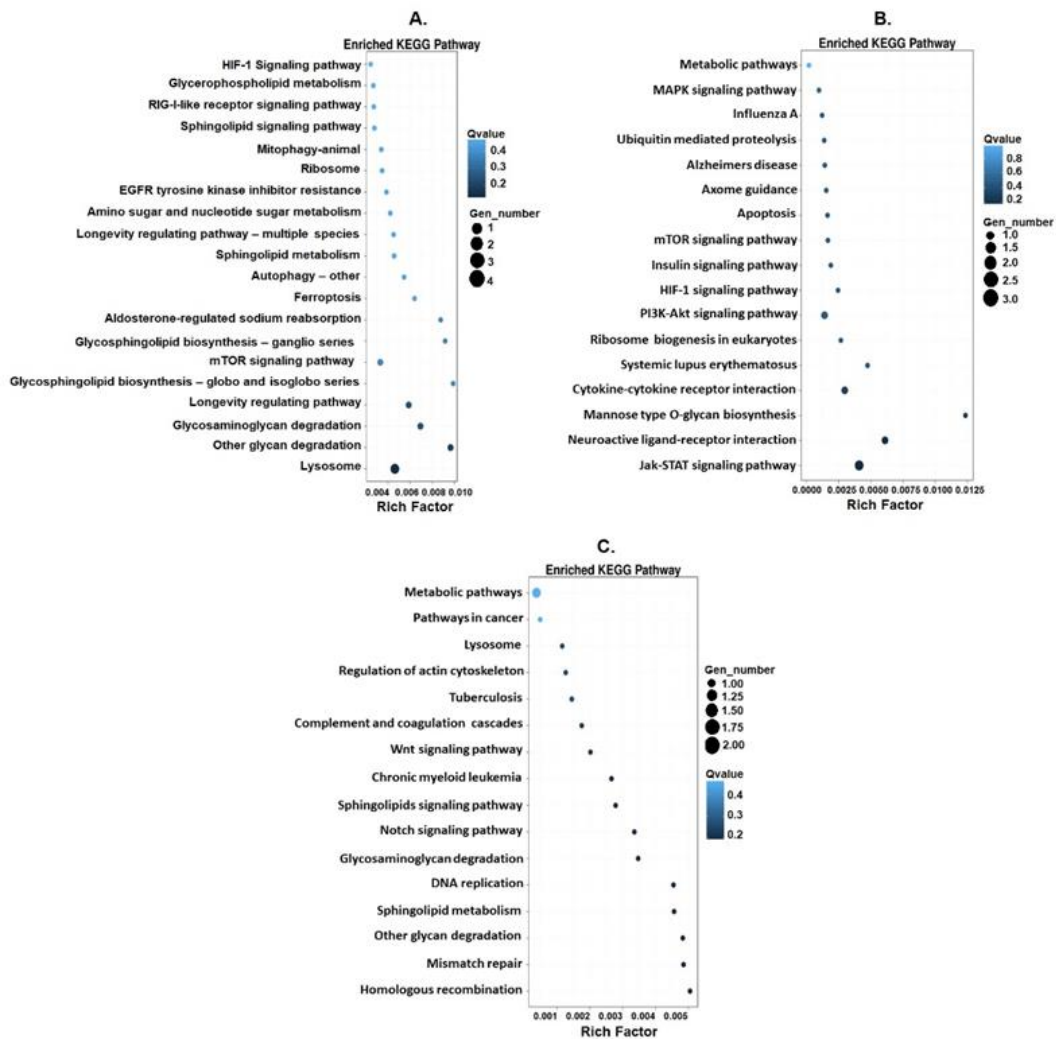 A.
Enriched KEGG Pathway
HIF-1 Signaling pathway
Glycerophospholipid metabolism
RIG-I-like receptor signaling pathway
Sphingolipid signaling pathway
Mitophagy-animal
Ribosome
EGFR tyrosine kinase inhibitor resistance
Amino sugar and nucleotide sugar metabolism
Longevity regulating pathway – multiple species
Sphingolipid metabolism
Autophagy – other
Ferroptosis
Aldosterone-regulated sodium reabsorption
Glycosphingolipid biosynthesis – ganglio series
mTOR signaling pathway
Glycosphingolipid biosynthesis – globo and isoglobo series
Longevity regulating pathway
Glycosaminoglycan degradation
Other glycan degradation
Lysosome
0.004 0.006 0.008 0.010
Rich Factor
Qvalue
0.4
0.3
0.2
Gen_number
1
2
3
4
B.
Enriched KEGG Pathway
Metabolic pathways
MAPK signaling pathway
Influenza A
Ubiquitin mediated proteolysis
Alzheimers disease
Axome guidance
Apoptosis
mTOR signaling pathway
Insulin signaling pathway
HIF-1 signaling pathway
PI3K-Akt signaling pathway
Ribosome biogenesis in eukaryotes
Systemic lupus erythematosus
Cytokine-cytokine receptor interaction
Mannose type O-glycan biosynthesis
Neuroactive ligand-receptor interaction
Jak-STAT signaling pathway
0.0000 0.0025 0.0050 0.0075 0.0100 0.0125
Rich Factor
Qvalue
0.8
0.6
0.4
0.2
Gen_number
1.0
1.5
2.0
2.5
3.0
C.
Enriched KEGG Pathway
Metabolic pathways
Pathways in cancer
Lysosome
Regulation of actin cytoskeleton
Tuberculosis
Complement and coagulation cascades
Wnt signaling pathway
Chronic myeloid leukemia
Sphingolipids signaling pathway
Notch signaling pathway
Glycosaminoglycan degradation
DNA replication
Sphingolipid metabolism
Other glycan degradation
Mismatch repair
Homologous recombination
0.001 0.002 0.003 0.004 0.005
Rich Factor
Gen_number
1.00
1.25
1.50
1.75
2.00
Qvalue
0.4
0.3
0.2